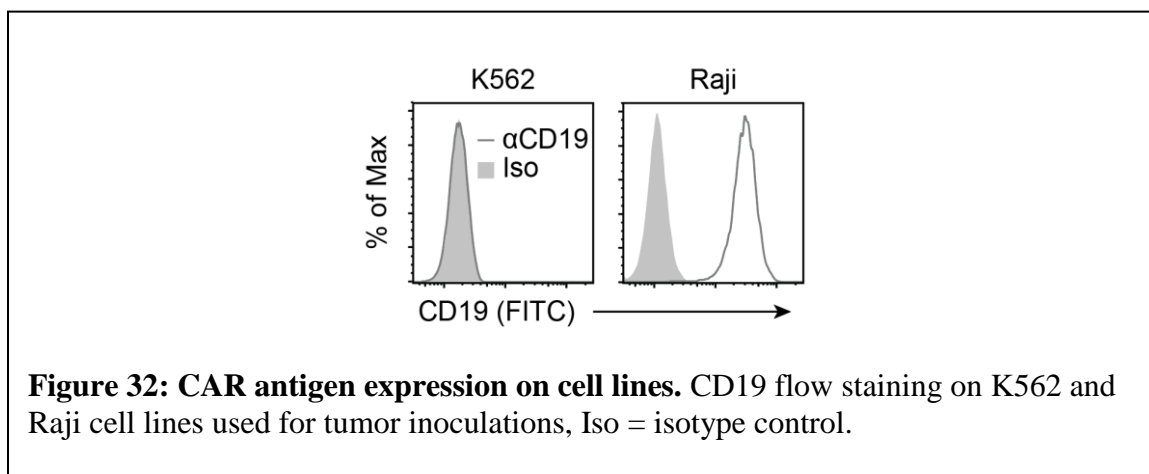 K562
Raji
αCD19
Iso
% of Max
CD19 (FITC)
Figure 32: CAR antigen expression on cell lines. CD19 flow staining on K562 and
Raji cell lines used for tumor inoculations, Iso = isotype control.